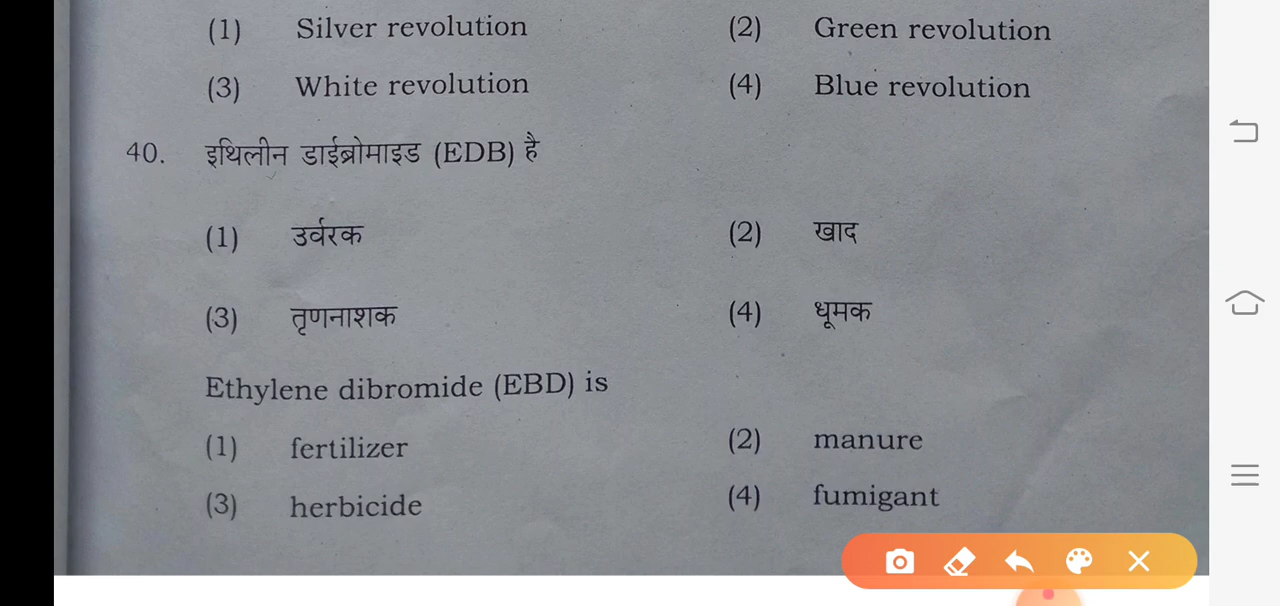 (1) Silver revolution (2) Green revolution
(3) White revolution (4) Blue revolution
40. इथिलीन डाईब्रोमाइड (EDB) है
(1) उर्वरक (2) खाद
(3) तृणनाशक (4) धूमक
Ethylene dibromide (EBD) is
(1) fertilizer (2) manure
(3) herbicide (4) fumigant